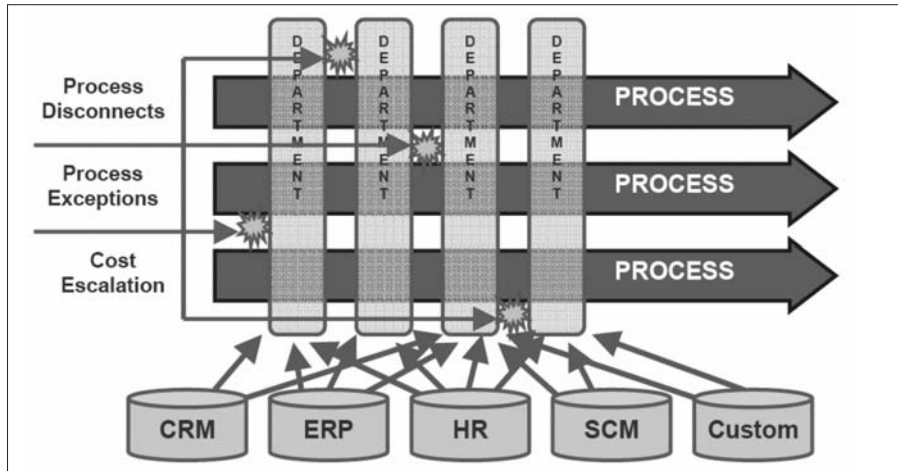 DEPARTMENT
DEPARTMENT
DEPARTMENT
DEPARTMENT
Process
Disconnects
PROCESS
Process
Exceptions
PROCESS
Cost
Escalation
PROCESS
CRM
ERP
HR
SCM
Custom